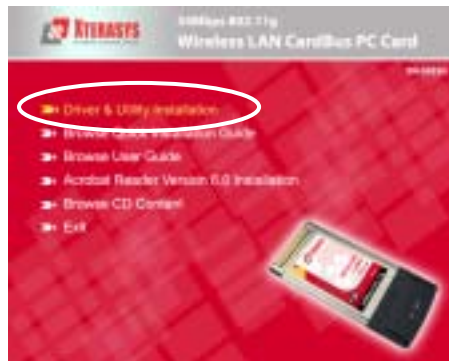 XTERASYS
54Mbps 802.11g
Wireless LAN CardBus PC Card
Driver & Utility Installation
Browse Quick Installation Guide
Browse User Guide
Acrobat Reader Version 5.0 Installation
Browse CD Content
Exit